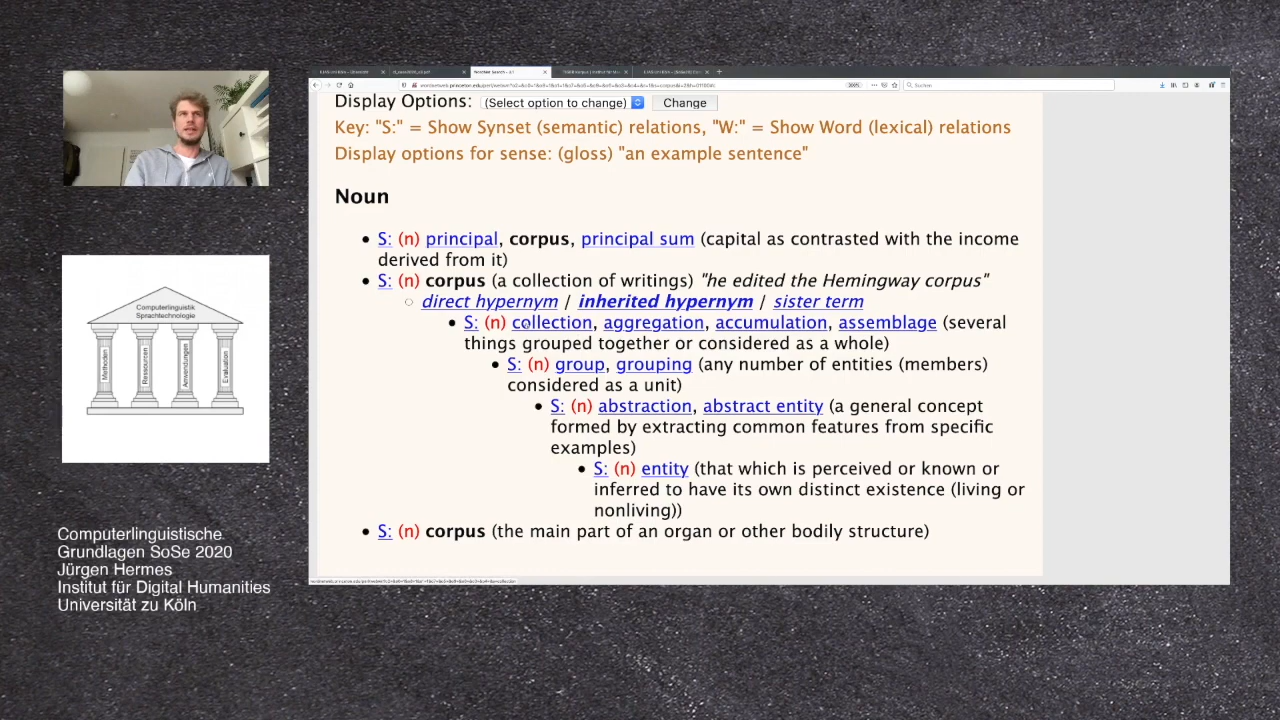 Display Options: (Select option to change) Change
Key: "S:" = Show Synset (semantic) relations, "W:" = Show Word (lexical) relations
Display options for sense: (gloss) "an example sentence"
Noun
S: (n) principal, corpus, principal sum (capital as contrasted with the income
derived from it)
S: (n) corpus (a collection of writings) "he edited the Hemingway corpus"
direct hypernym / inherited hypernym / sister term
S: (n) collection, aggregation, accumulation, assemblage (several
things grouped together or considered as a whole)
S: (n) group, grouping (any number of entities (members)
considered as a unit)
S: (n) abstraction, abstract entity (a general concept
formed by extracting common features from specific
examples)
S: (n) entity (that which is perceived or known or
inferred to have its own distinct existence (living or
nonliving))
S: (n) corpus (the main part of an organ or other bodily structure)
Computerlinguistik
Sprachtechnologie
Methoden
Ressourcen
Anwendungen
Evaluation
Computerlinguistische
Grundlagen SoSe 2020
Jürgen Hermes
Institut für Digital Humanities
Universität zu Köln